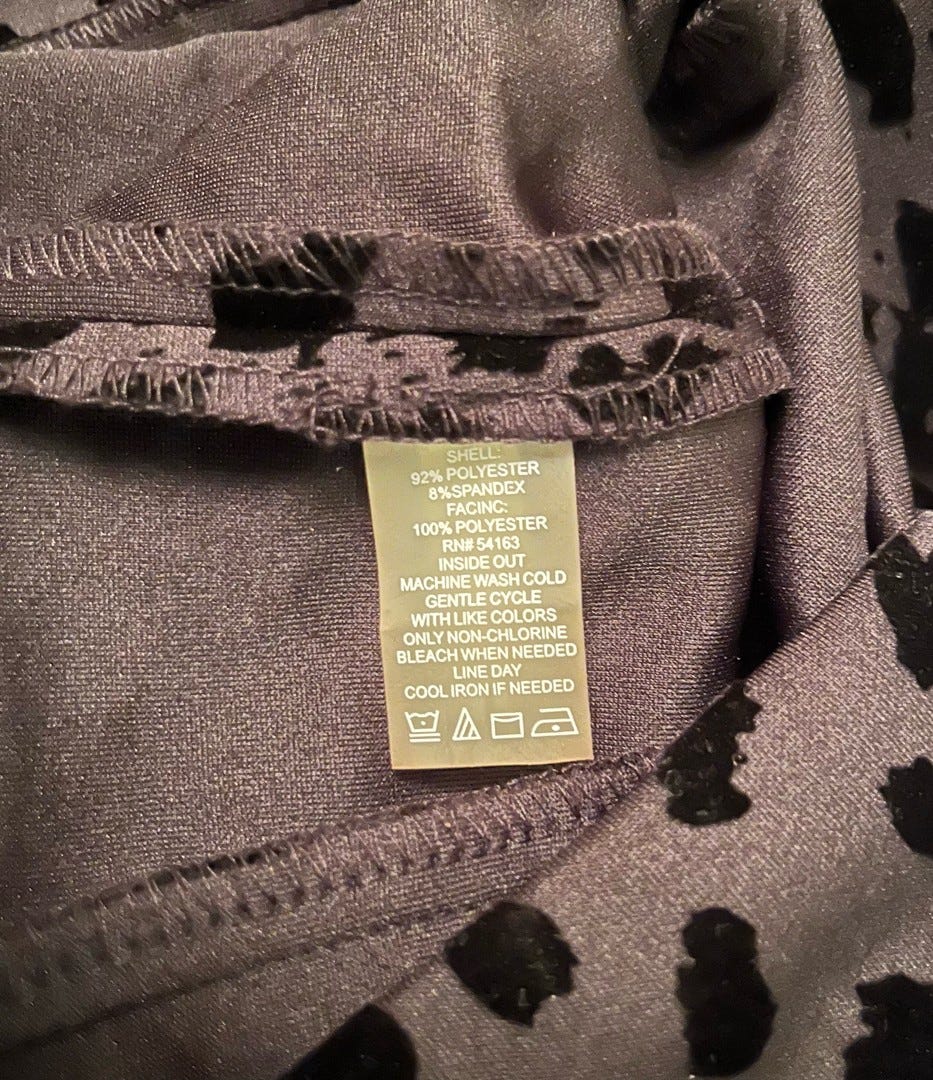 SHELL:
92% POLYESTER
8%SPANDEX
FACINC:
100% POLYESTER
RN# 54163
INSIDE OUT
MACHINE WASH COLD
GENTLE CYCLE
WITH LIKE COLORS
ONLY NON-CHLORINE
BLEACH WHEN NEEDED
LINE DAY
COOL IRON IF NEEDED